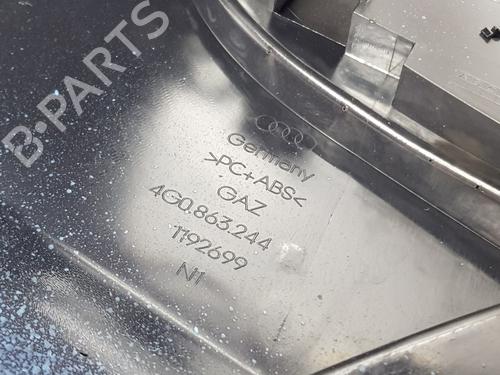 B-PARTS
Germany
>PC+ABS<
GAZ
4G0.863.244
1192699
N1